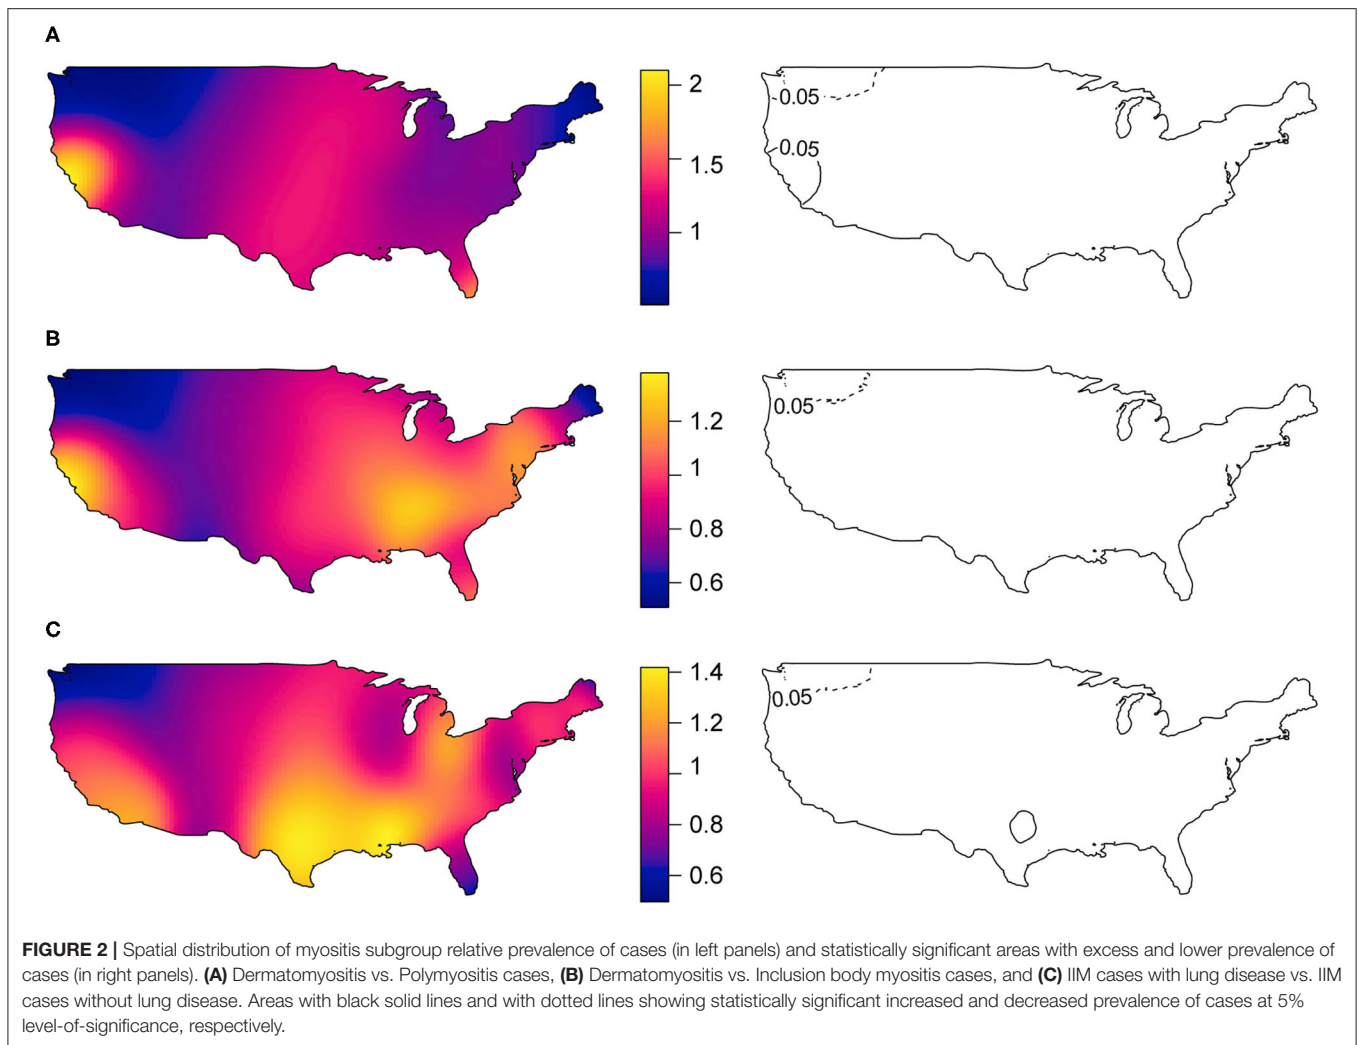 A
2
1.5
1
0.05
0.05
B
1.2
1
0.8
0.6
0.05
C
1.4
1.2
1
0.8
0.6
0.05
FIGURE 2 | Spatial distribution of myositis subgroup relative prevalence of cases (in left panels) and statistically significant areas with excess and lower prevalence of
cases (in right panels). (A) Dermatomyositis vs. Polymyositis cases, (B) Dermatomyositis vs. Inclusion body myositis cases, and (C) IIM cases with lung disease vs. IIM
cases without lung disease. Areas with black solid lines and with dotted lines showing statistically significant increased and decreased prevalence of cases at 5%
level-of-significance, respectively.